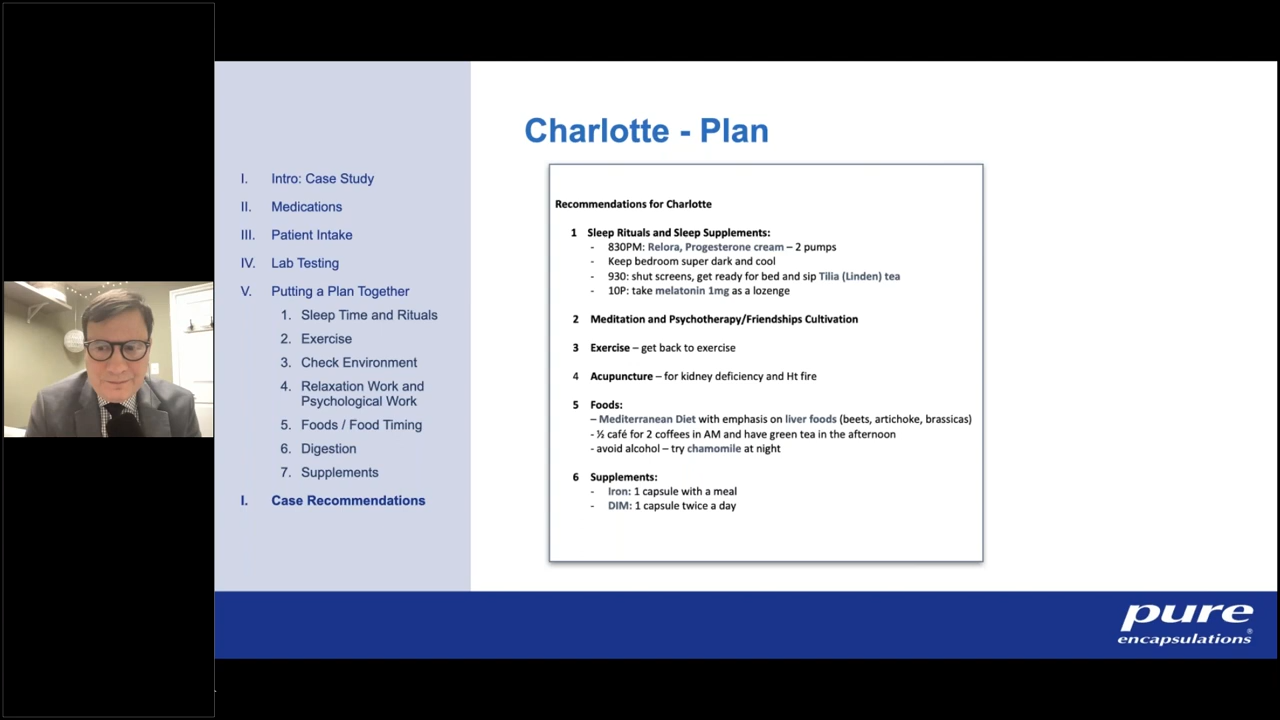 I. Intro: Case Study
II. Medications
III. Patient Intake
IV. Lab Testing
V. Putting a Plan Together
1. Sleep Time and Rituals
2. Exercise
3. Check Environment
4. Relaxation Work and
Psychological Work
5. Foods / Food Timing
6. Digestion
7. Supplements
I. Case Recommendations
Charlotte - Plan
Recommendations for Charlotte
1 Sleep Rituals and Sleep Supplements:
- 830PM: Relora, Progesterone cream – 2 pumps
- Keep bedroom super dark and cool
- 930: shut screens, get ready for bed and sip Tilia (Linden) tea
- 10P: take melatonin 1mg as a lozenge
2 Meditation and Psychotherapy/Friendships Cultivation
3 Exercise – get back to exercise
4 Acupuncture – for kidney deficiency and Ht fire
5 Foods:
– Mediterranean Diet with emphasis on liver foods (beets, artichoke, brassicas)
- ½ café for 2 coffees in AM and have green tea in the afternoon
- avoid alcohol – try chamomile at night
6 Supplements:
- Iron: 1 capsule with a meal
- DIM: 1 capsule twice a day
pure
encapsulations®